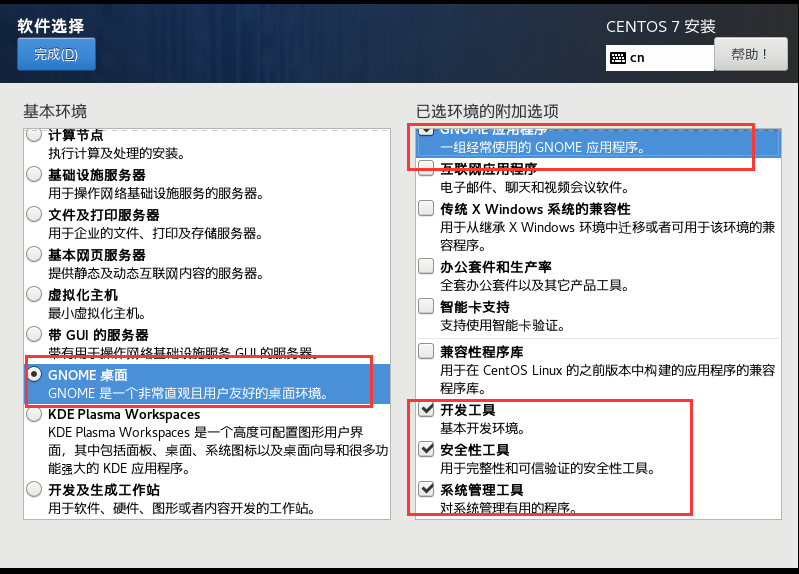 软件选择
完成(D)
CENTOS 7 安装
cn
帮助！
基本环境
计算节点
执行计算及处理的安装。
基础设施服务器
用于操作网络基础设施服务的服务器。
文件及打印服务器
用于企业的文件、打印及存储服务器。
基本网页服务器
提供静态及动态互联网内容的服务器。
虚拟化主机
最小虚拟化主机。
带 GUI 的服务器
带有用于操作网络基础设施服务 GUI 的服务器。
GNOME 桌面
GNOME 是一个非常直观且用户友好的桌面环境。
KDE Plasma Workspaces
KDE Plasma Workspaces 是一个高度可配置图形用户界
面，其中包括面板、桌面、系统图标以及桌面向导和很多功
能强大的 KDE 应用程序。
开发及生成工作站
用于软件、硬件、图形或者内容开发的工作站。
已选环境的附加选项
GNOME 应用程序
一组经常使用的 GNOME 应用程序。
互联网应用程序
电子邮件、聊天和视频会议软件。
传统 X Windows 系统的兼容性
用于从继承 X Windows 环境中迁移或者可用于该环境的兼
容程序。
办公套件和生产率
全套办公套件以及其它产品工具。
智能卡支持
支持使用智能卡验证。
兼容性程序库
用于在 CentOS Linux 的之前版本中构建的应用程序的兼容
程序库。
开发工具
基本开发环境。
安全性工具
用于完整性和可信验证的安全性工具。
系统管理工具
对系统管理有用的程序。